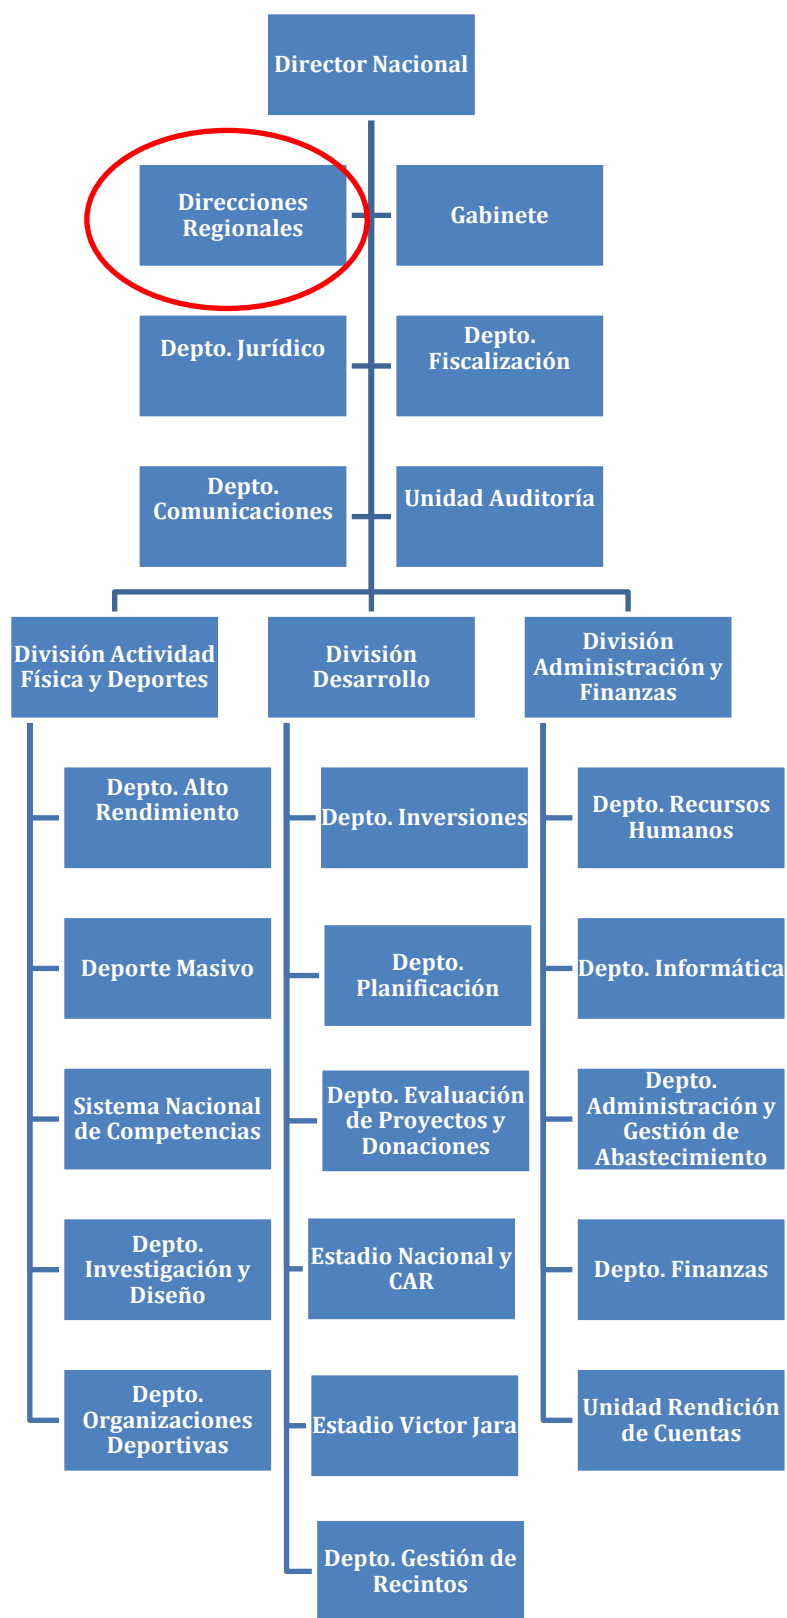 Director Nacional
Direcciones
Regionales
Gabinete
Depto. Jurídico
Depto.
Fiscalización
Depto.
Comunicaciones
Unidad Auditoría
División Actividad
Física y Deportes
División
Desarrollo
División
Administración y
Finanzas
Depto. Alto
Rendimiento
Deporte Masivo
Sistema Nacional
de Competencias
Depto.
Investigación y
Diseño
Depto.
Organizaciones
Deportivas
Depto. Inversiones
Depto.
Planificación
Depto. Evaluación
de Proyectos y
Donaciones
Estadio Nacional y
CAR
Estadio Victor Jara
Depto. Gestión de
Recintos
Depto. Recursos
Humanos
Depto. Informática
Depto.
Administración y
Gestión de
Abastecimiento
Depto. Finanzas
Unidad Rendición
de Cuentas